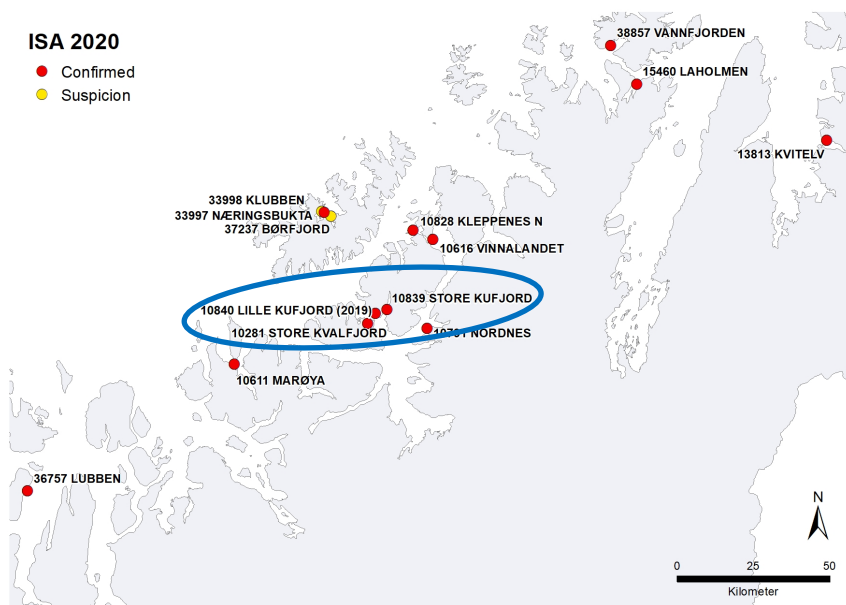 ISA 2020
Confirmed
Suspicion
38857 VANNFJORDEN
15460 LAHOLMEN
13813 KVITELV
33998 KLUBBEN
33997 NÆRINGSBUKTA
37237 BØRFJORD
10828 KLEPPENES N
10616 VINNALANDET
10839 STORE KUFJORD
10840 LILLE KUFJORD (2019)
10281 STORE KVALFJORD
NORDNES
10611 MARØYA
36757 LUBBEN
N
0 25 50
Kilometer